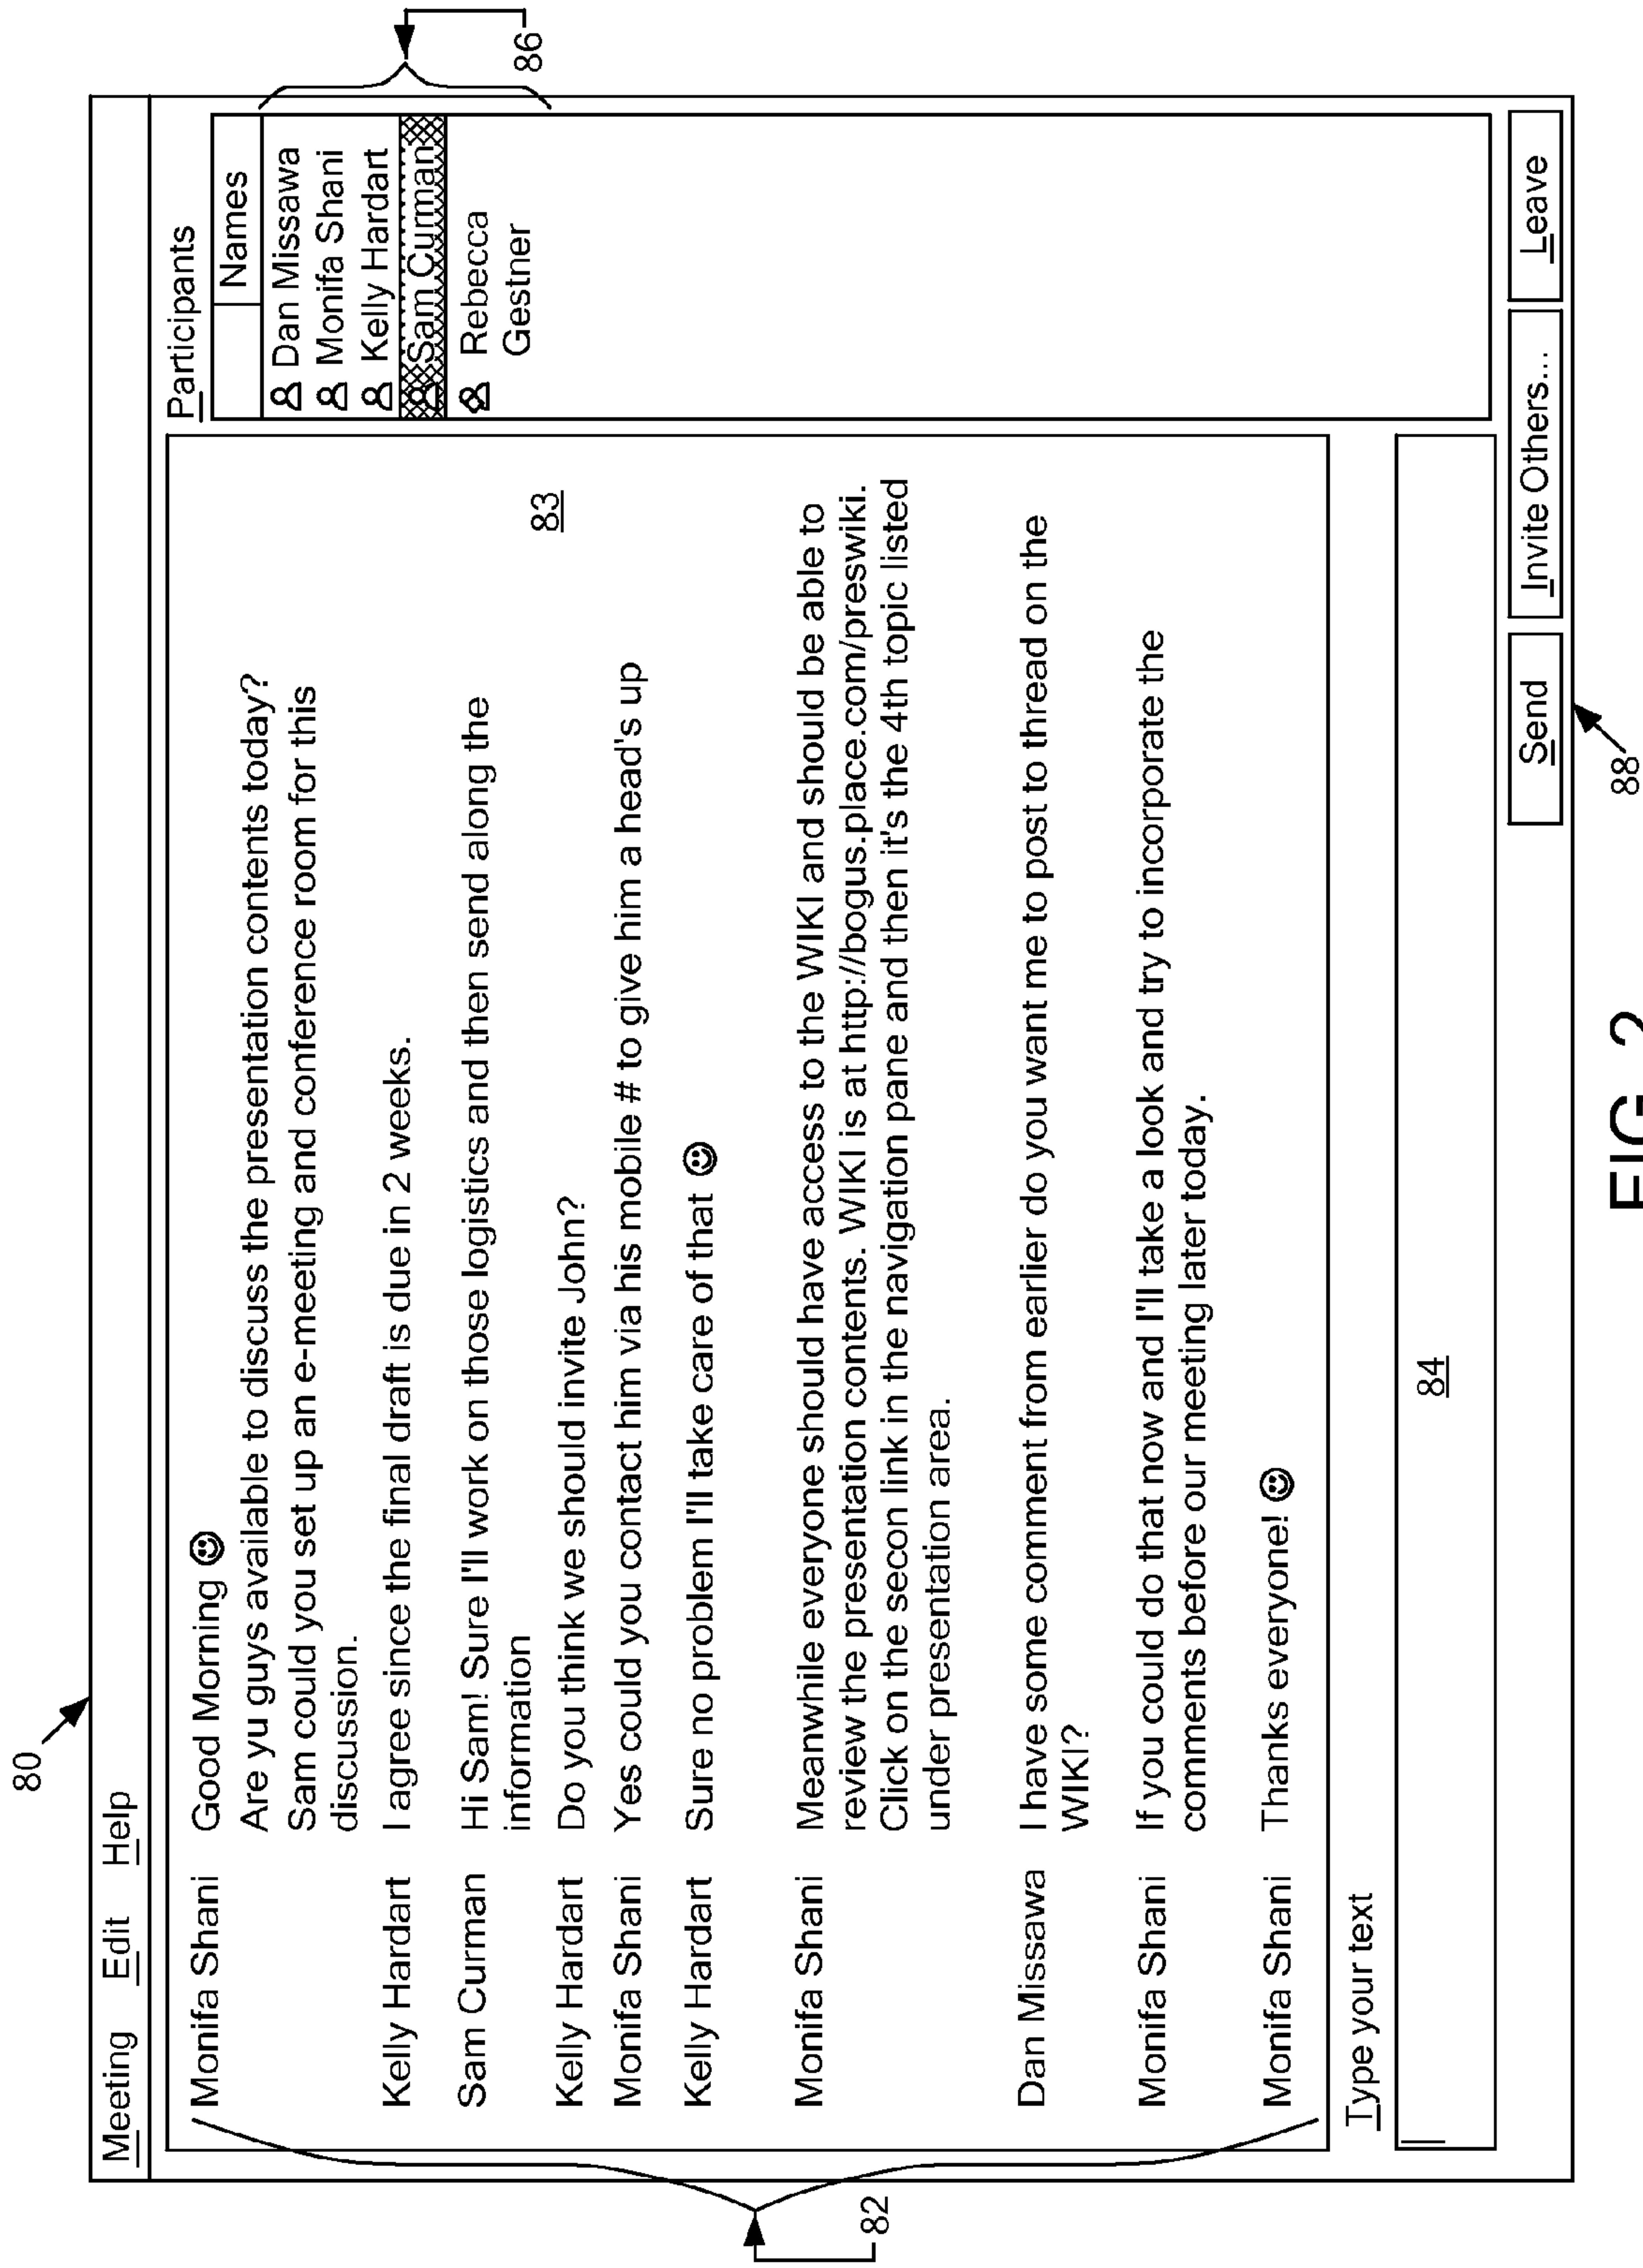 80
Meeting Edit Help
Monifa Shani Good Morning ☺
Are yu guys available to discuss the presentation contents today?
Sam could you set up an e-meeting and conference room for this
discussion.
Kelly Hardart I agree since the final draft is due in 2 weeks.
Sam Curman Hi Sam! Sure I'll work on those logistics and then send along the
information
Kelly Hardart Do you think we should invite John?
Monifa Shani Yes could you contact him via his mobile # to give him a head's up
Kelly Hardart Sure no problem I'll take care of that ☺
Monifa Shani Meanwhile everyone should have access to the WIKI and should be able to
review the presentation contents. WIKI is at http://bogus.place.com/preswiki.
Click on the secon link in the navigation pane and then it's the 4th topic listed
under presentation area.
Dan Missawa I have some comment from earlier do you want me to post to thread on the
WIKI?
Monifa Shani If you could do that now and I'll take a look and try to incorporate the
comments before our meeting later today.
Monifa Shani Thanks everyone! ☺
82
83
Participants
Names
Dan Missawa
Monifa Shani
Kelly Hardart
Sam Curman
Rebecca
Gestner
86
Type your text
84
Send Invite Others... Leave
88
FIG. 2